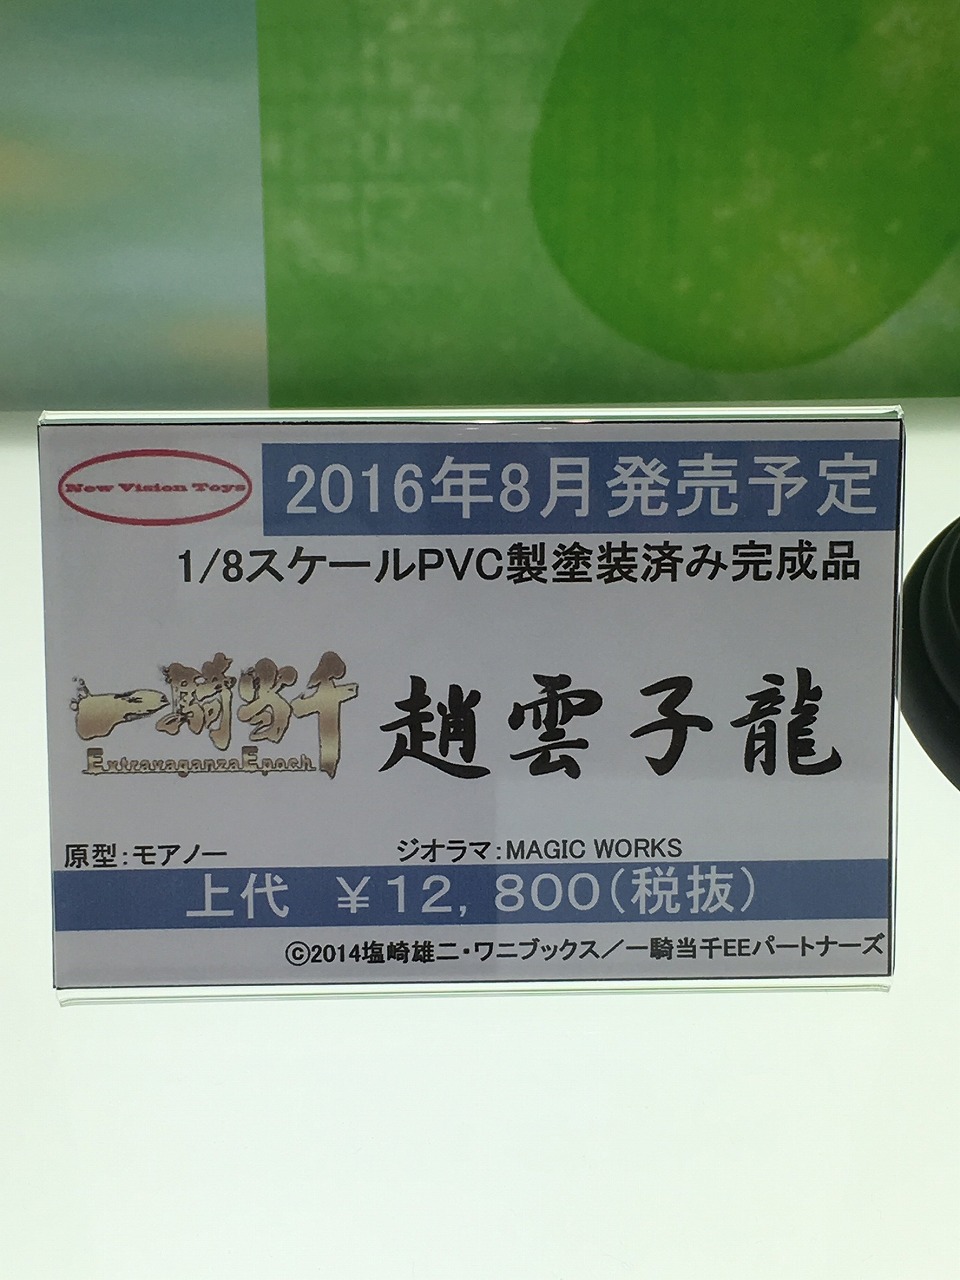 New Vision Toys
2016年8月発売予定
1/8スケールPVC製塗装済み完成品
一騎当千
Extravaganza Epoch
趙雲子龍
原型：モアノー
ジオラマ：MAGIC WORKS
上代 ￥12，800（税抜）
©2014塩崎雄二・ワニブックス／一騎当千EEパートナーズ